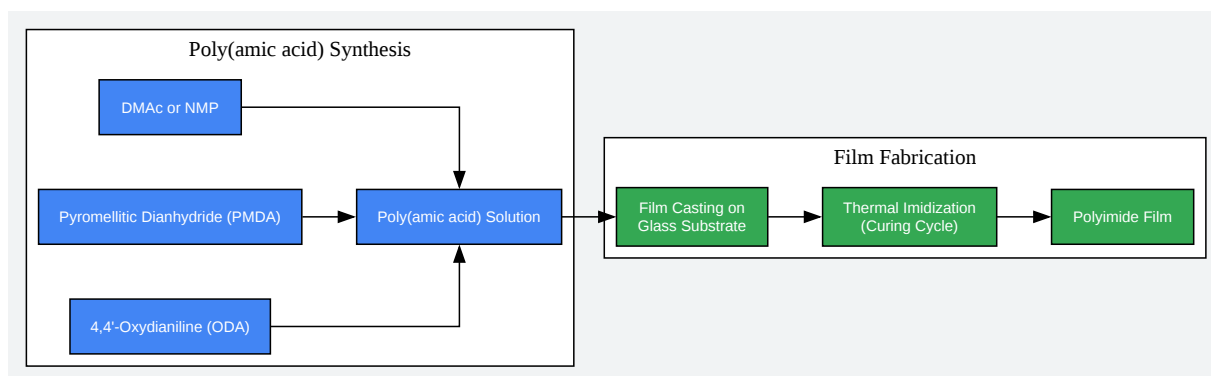 Poly(amic acid) Synthesis
DMAc or NMP
Pyromellitic Dianhydride (PMDA)
Poly(amic acid) Solution
4,4'-Oxydianiline (ODA)
Film Fabrication
Film Casting on
Glass Substrate
Thermal Imidization
(Curing Cycle)
Polyimide Film